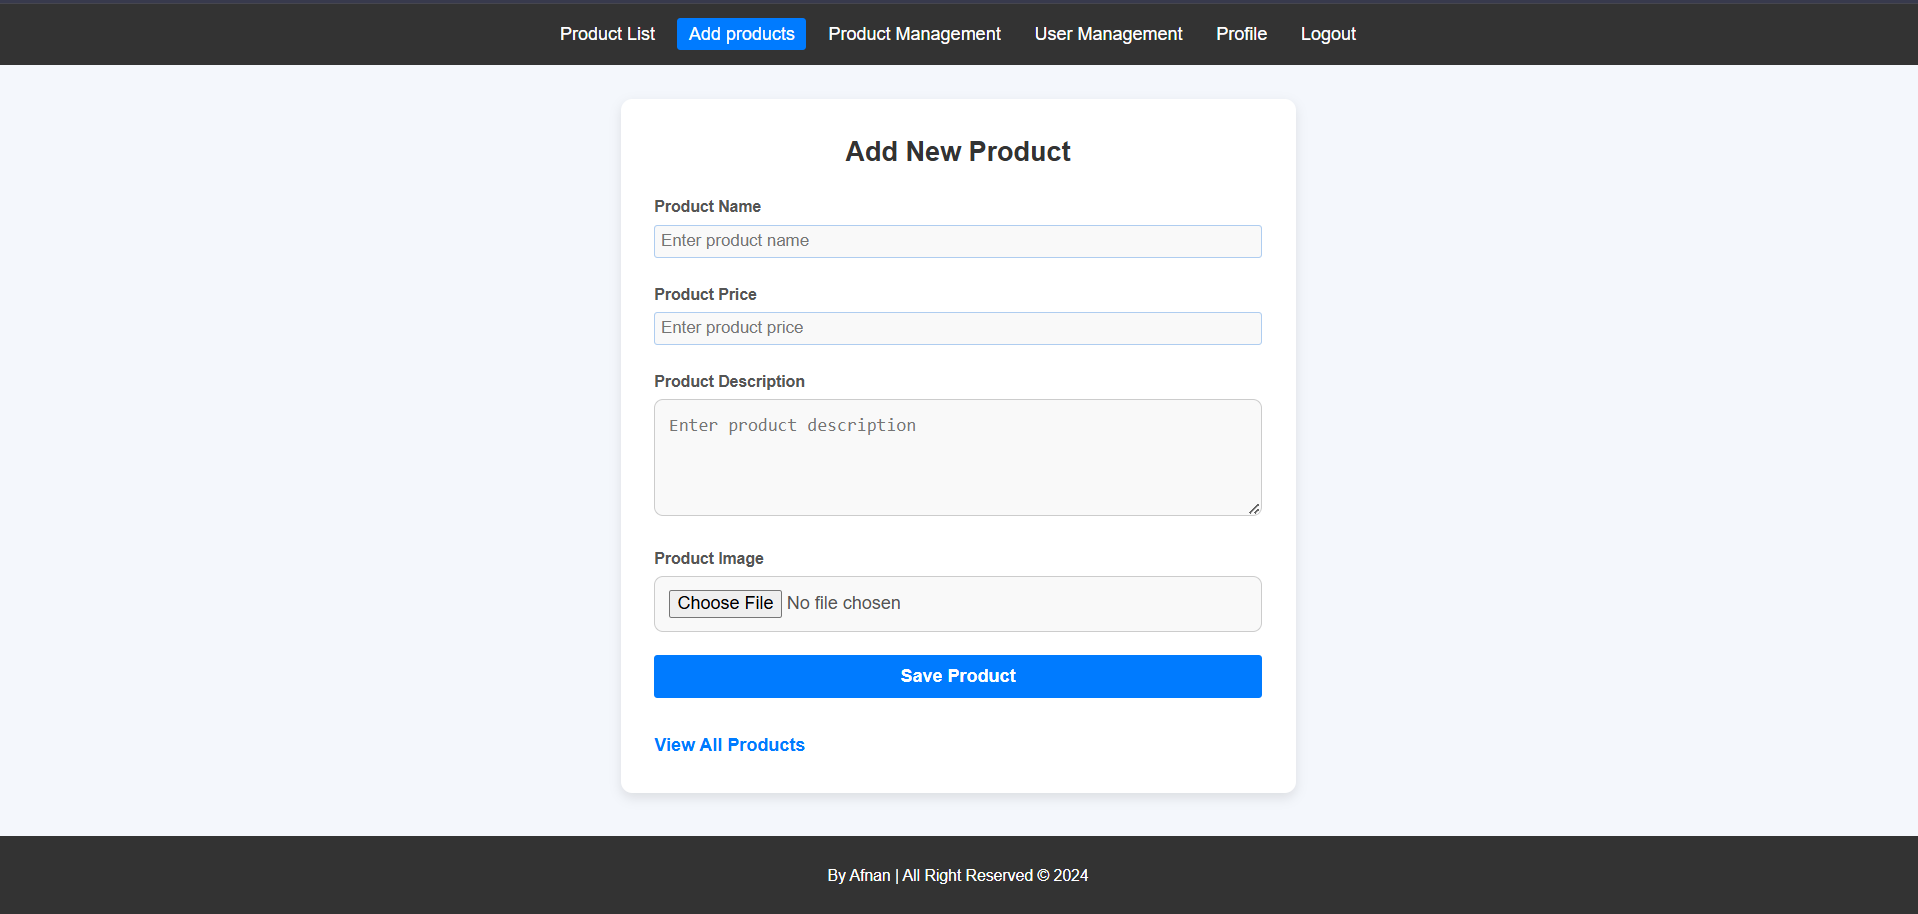 Product List Add products Product Management User Management Profile Logout
Add New Product
Product Name
Enter product name
Product Price
Enter product price
Product Description
Enter product description
Product Image
Choose File No file chosen
Save Product
View All Products
By Afnan | All Right Reserved © 2024